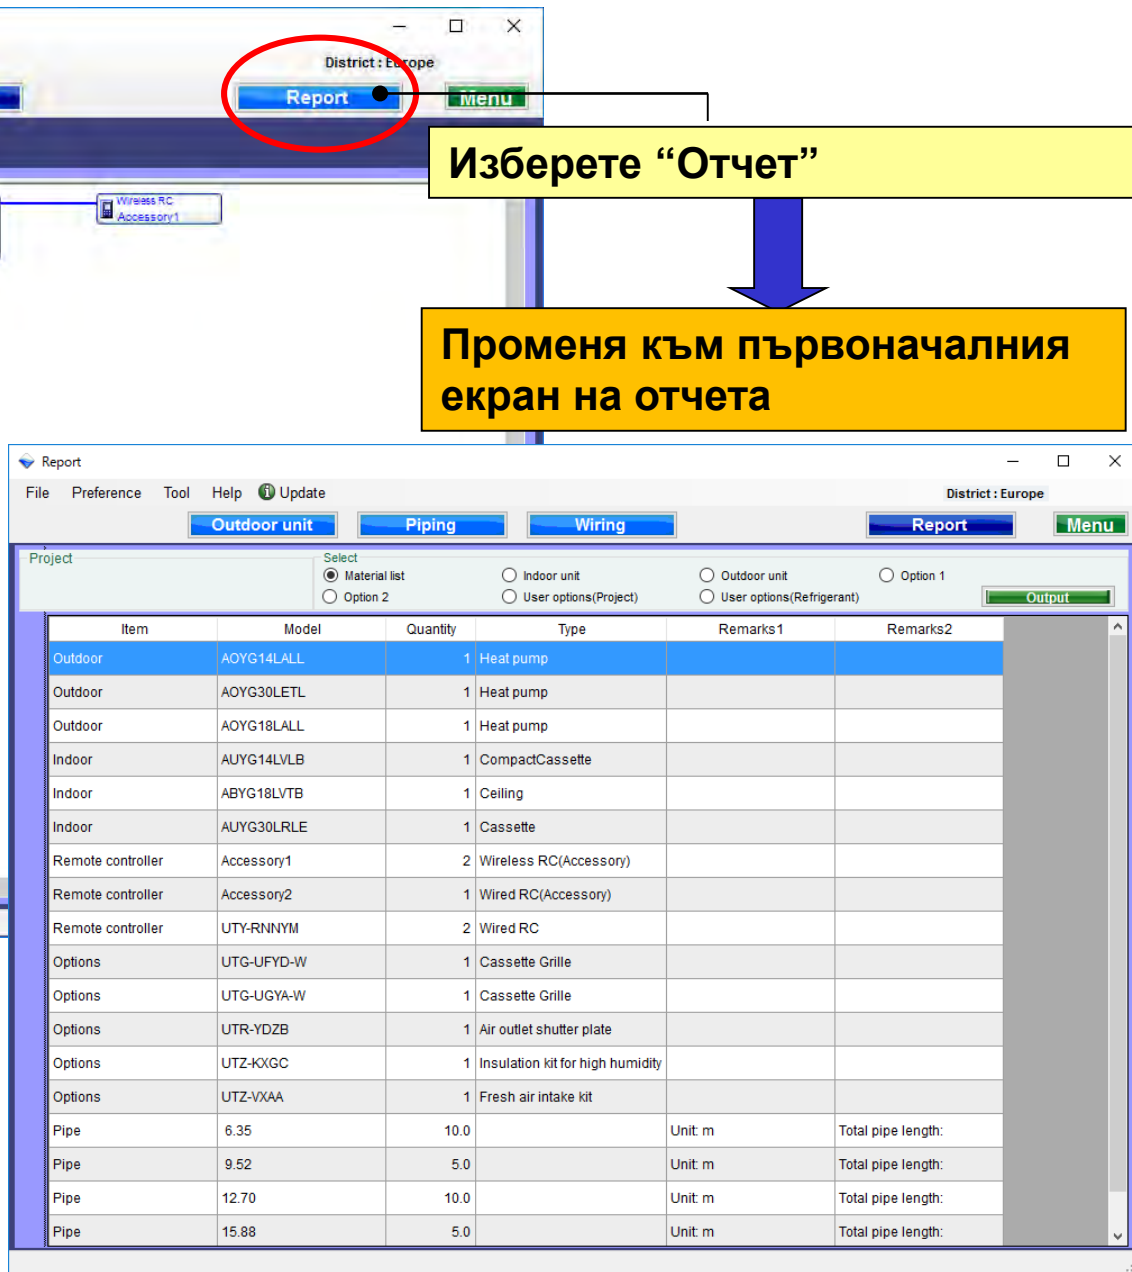 District : Europe
Report
Menu
Изберете “Отчет”
Wireless RC
Accessory1
Променя към първоначалния
екран на отчета
Report
File Preference Tool Help Update
District : Europe
Outdoor unit Piping Wiring Report Menu
Project
Select
Material list Indoor unit Outdoor unit Option 1
Option 2 User options(Project) User options(Refrigerant) Output
Item Model Quantity Type Remarks1 Remarks2
Outdoor AOYG14LALL 1 Heat pump
Outdoor AOYG30LETL 1 Heat pump
Outdoor AOYG18LALL 1 Heat pump
Indoor AUYG14LVLB 1 CompactCassette
Indoor ABYG18LVTB 1 Ceiling
Indoor AUYG30LRLE 1 Cassette
Remote controller Accessory1 2 Wireless RC(Accessory)
Remote controller Accessory2 1 Wired RC(Accessory)
Remote controller UTY-RNNYM 2 Wired RC
Options UTG-UFYD-W 1 Cassette Grille
Options UTG-UGYA-W 1 Cassette Grille
Options UTR-YDZB 1 Air outlet shutter plate
Options UTZ-KXGC 1 Insulation kit for high humidity
Options UTZ-VXAA 1 Fresh air intake kit
Pipe 6.35 10.0 Unit: m Total pipe length:
Pipe 9.52 5.0 Unit: m Total pipe length:
Pipe 12.70 10.0 Unit: m Total pipe length:
Pipe 15.88 5.0 Unit: m Total pipe length: